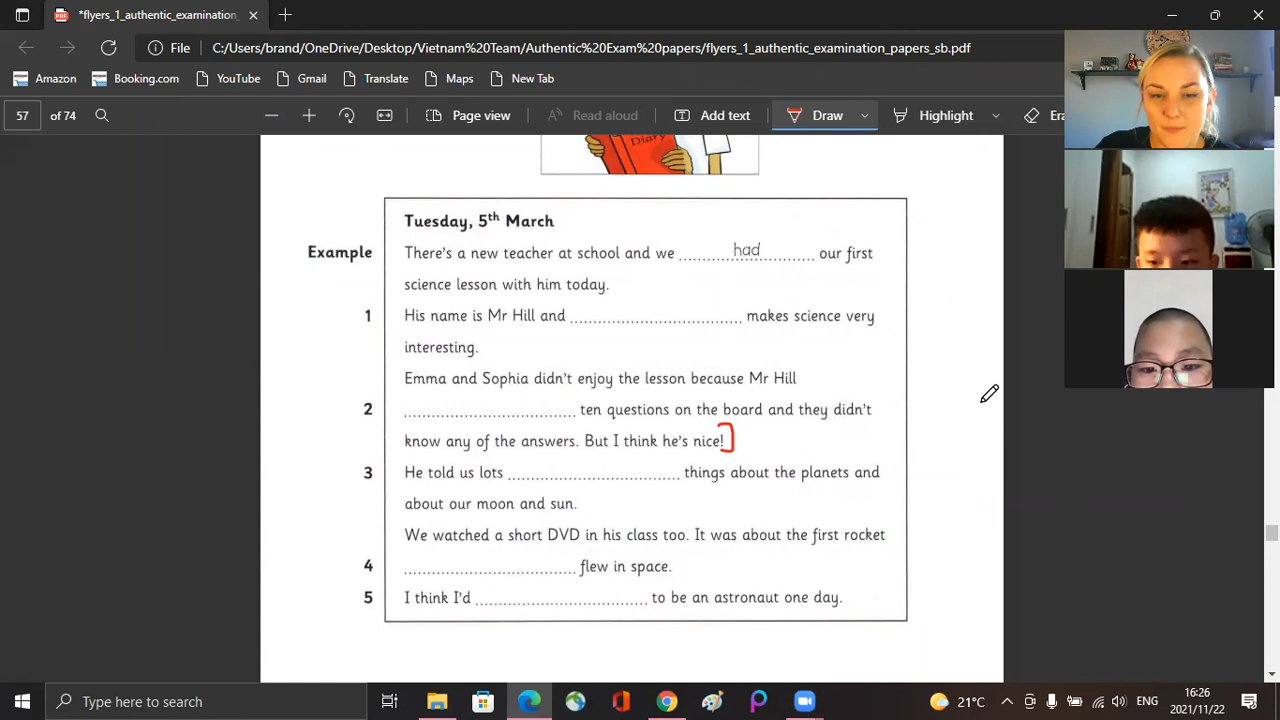 *flyers_1_authentic_examination_
File
C:/Users/brand/OneDrive/Desktop/Vietnam%20Team/Authentic%20Exam%20papers/flyers_1_authentic_examination_papers_sb.pdf
Amazon
Booking.com
YouTube
Gmail
Translate
Maps
New Tab
57 of 74
Page view
Read aloud
Add text
Draw
Highlight
Era
Diary
Tuesday, 5th March
Example There's a new teacher at school and we had our first
science lesson with him today.
1 His name is Mr Hill and ........................................ makes science very
interesting.
Emma and Sophia didn't enjoy the lesson because Mr Hill
2 ........................................ ten questions on the board and they didn't
know any of the answers. But I think he's nice!
3 He told us lots ........................................ things about the planets and
about our moon and sun.
We watched a short DVD in his class too. It was about the first rocket
4 ........................................ flew in space.
5 I think I'd ........................................ to be an astronaut one day.
Type here to search
21°C
ENG
16:26
2021/11/22